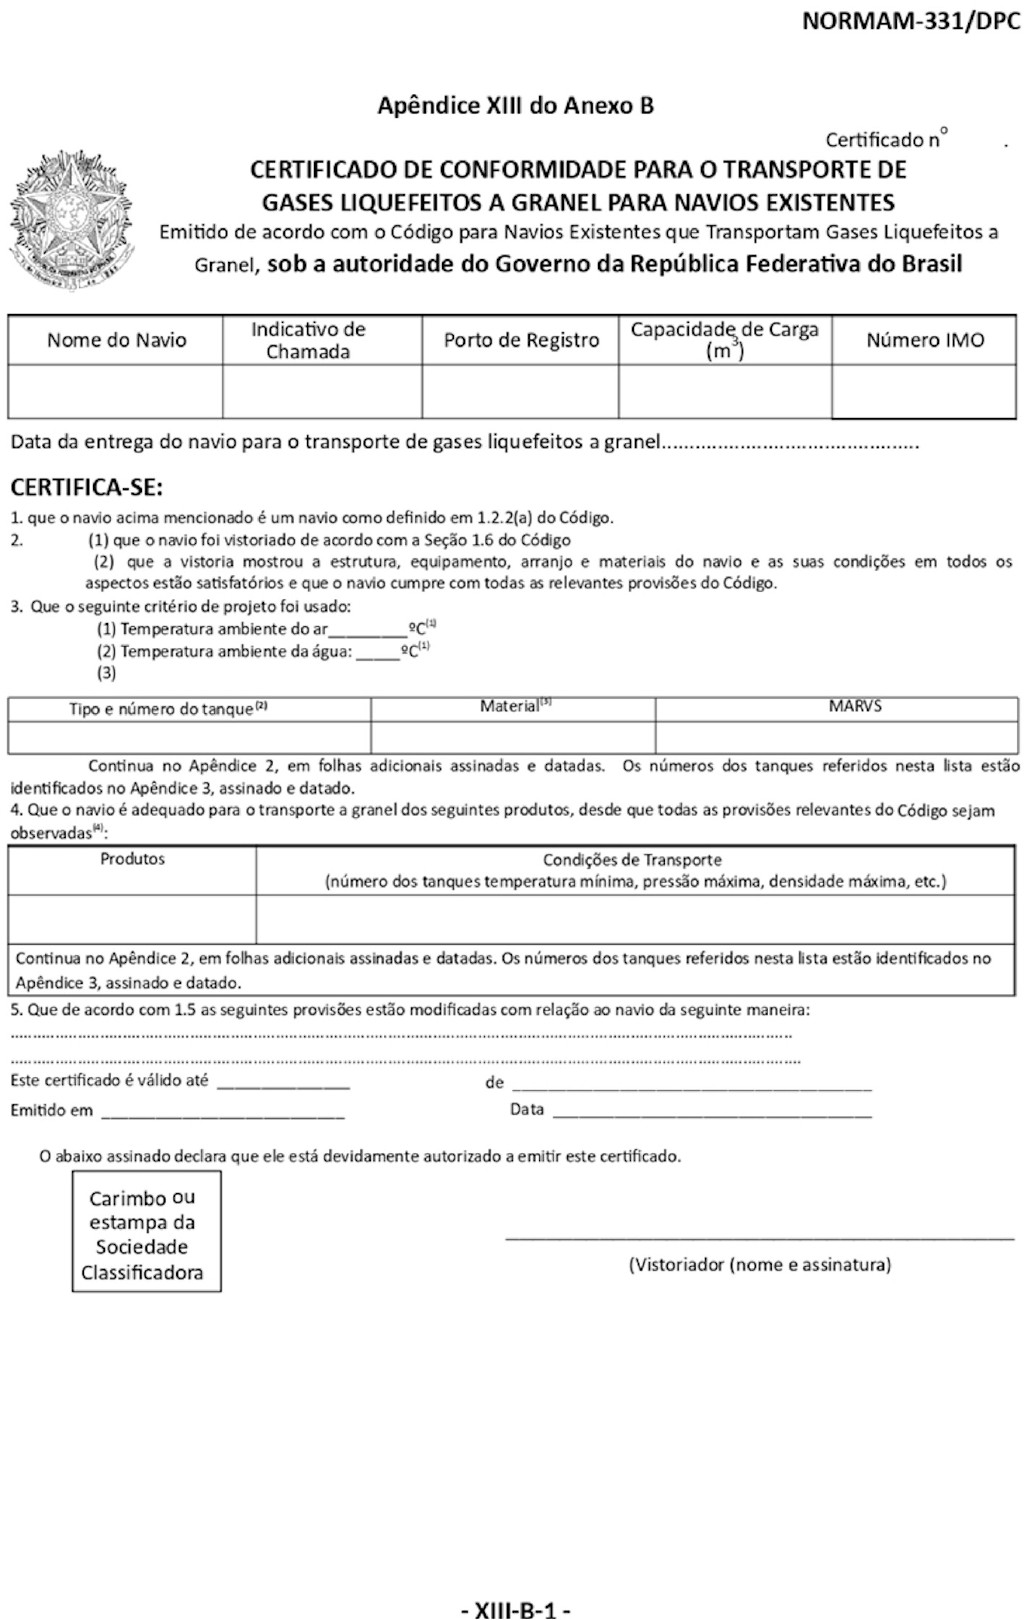 NORMAM-331/DPC
Apêndice XIII do Anexo B
Certificado nº .
CERTIFICADO DE CONFORMIDADE PARA O TRANSPORTE DE
GASES LIQUEFEITOS A GRANEL PARA NAVIOS EXISTENTES
Emitido de acordo com o Código para Navios Existentes que Transportam Gases Liquefeitos a
Granel, sob a autoridade do Governo da República Federativa do Brasil
Nome do Navio
Indicativo de
Chamada
Porto de Registro
Capacidade de Carga
(m³)
Número IMO
Data da entrega do navio para o transporte de gases liquefeitos a granel..............................................
CERTIFICA-SE:
1. que o navio acima mencionado é um navio como definido em 1.2.2(a) do Código.
2. (1) que o navio foi vistoriado de acordo com a Seção 1.6 do Código
(2) que a vistoria mostrou a estrutura, equipamento, arranjo e materiais do navio e as suas condições em todos os
aspectos estão satisfatórios e que o navio cumpre com todas as relevantes provisões do Código.
3. Que o seguinte critério de projeto foi usado:
(1) Temperatura ambiente do ar_________ºC⁽¹⁾
(2) Temperatura ambiente da água: _____ºC⁽¹⁾
(3)
Tipo e número do tanque⁽²⁾
Material⁽³⁾
MARVS
Continua no Apêndice 2, em folhas adicionais assinadas e datadas. Os números dos tanques referidos nesta lista estão
identificados no Apêndice 3, assinado e datado.
4. Que o navio é adequado para o transporte a granel dos seguintes produtos, desde que todas as provisões relevantes do Código sejam
observadas⁽⁴⁾:
Produtos
Condições de Transporte
(número dos tanques temperatura mínima, pressão máxima, densidade máxima, etc.)
Continua no Apêndice 2, em folhas adicionais assinadas e datadas. Os números dos tanques referidos nesta lista estão identificados no
Apêndice 3, assinado e datado.
5. Que de acordo com 1.5 as seguintes provisões estão modificadas com relação ao navio da seguinte maneira:
..........................................................................................
..........................................................................................
Este certificado é válido até _______________ de ________________________________________
Emitido em ___________________________ Data ____________________________________
O abaixo assinado declara que ele está devidamente autorizado a emitir este certificado.
Carimbo ou
estampa da
Sociedade
Classificadora
(Vistoriador (nome e assinatura)
- XIII-B-1 -